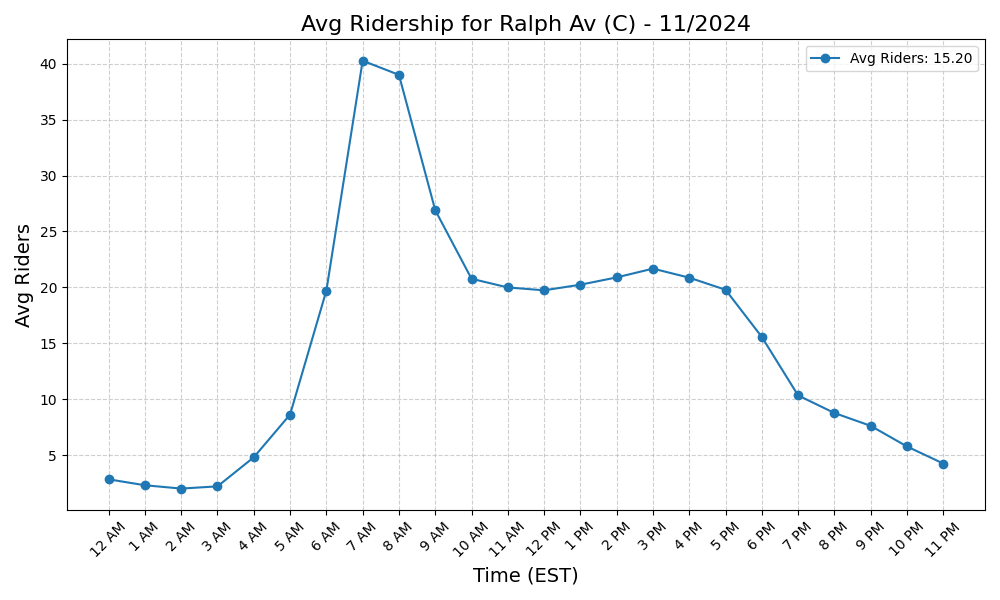 Avg Ridership for Ralph Av (C) - 11/2024
Avg Riders: 15.20
Avg Riders
40
35
30
25
20
15
10
5
12 AM
1 AM
2 AM
3 AM
4 AM
5 AM
6 AM
7 AM
8 AM
9 AM
10 AM
11 AM
12 PM
1 PM
2 PM
3 PM
4 PM
5 PM
6 PM
7 PM
8 PM
9 PM
10 PM
11 PM
Time (EST)